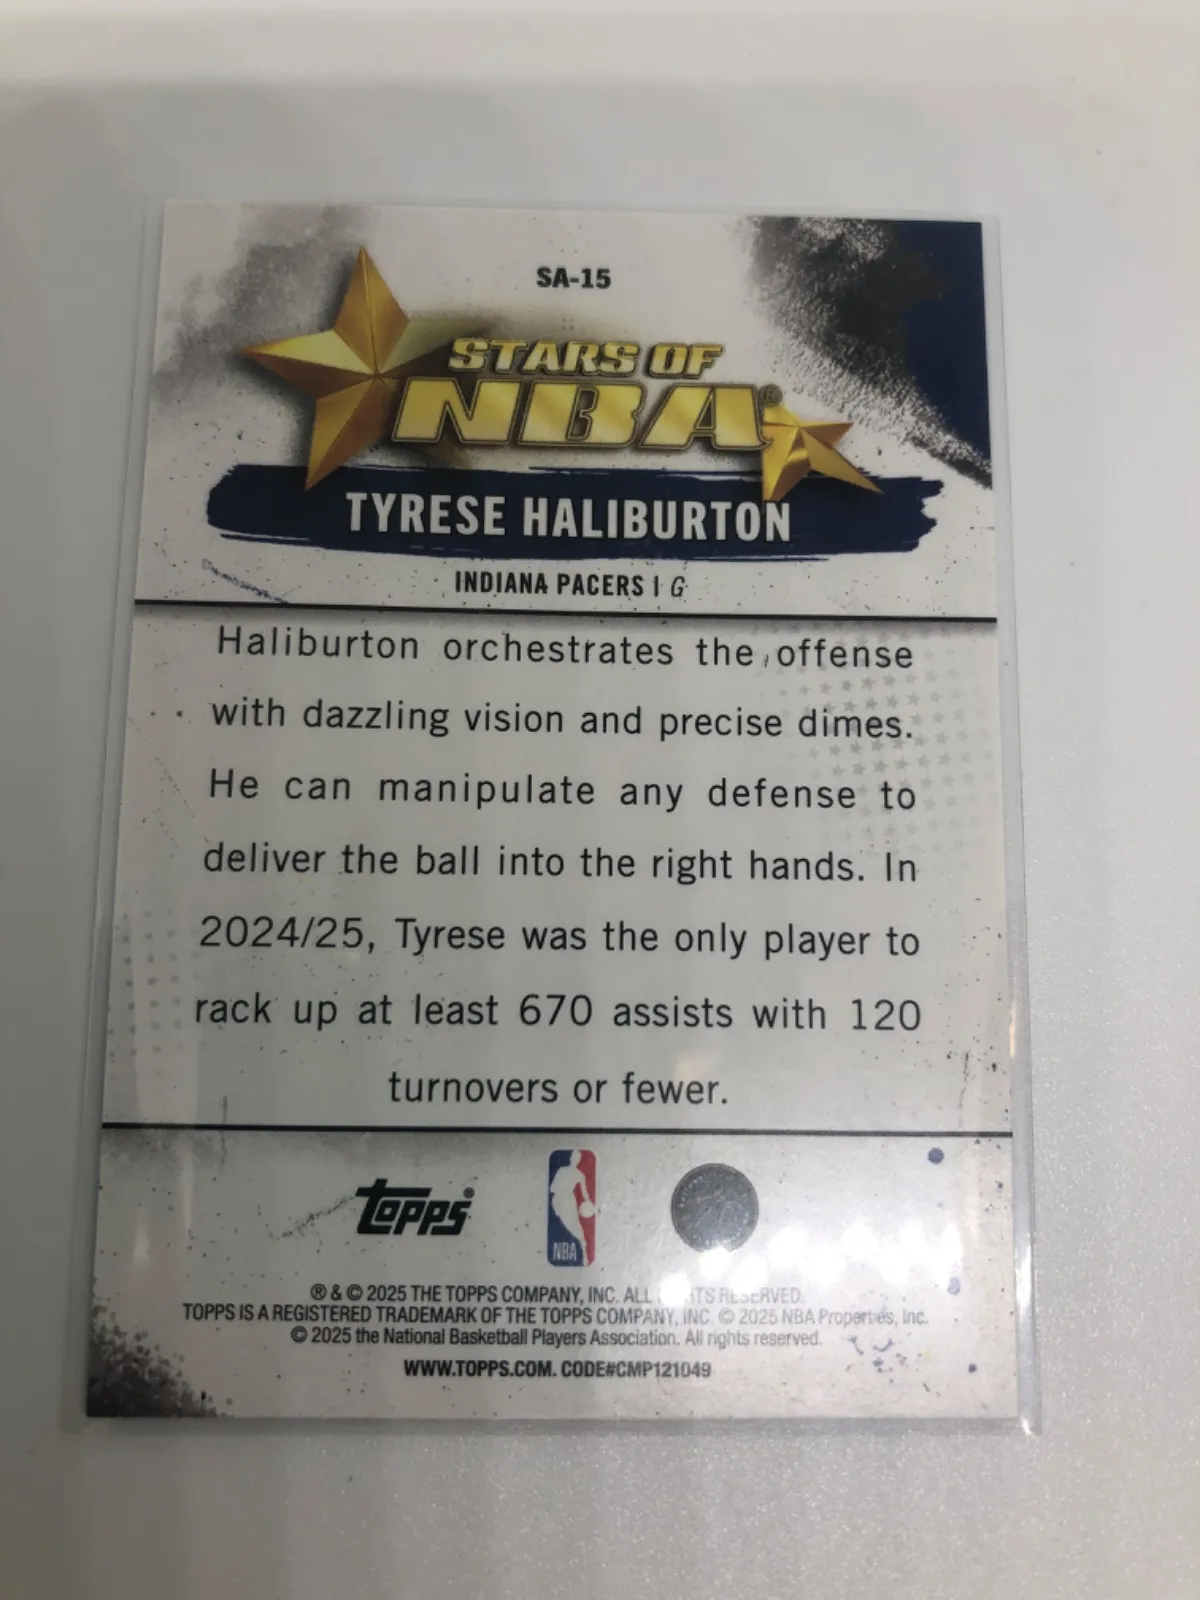 SA-15
STARS OF
NBA®
TYRESE HALIBURTON
INDIANA PACERS | G
Haliburton orchestrates the offense
with dazzling vision and precise dimes.
He can manipulate any defense to
deliver the ball into the right hands. In
2024/25, Tyrese was the only player to
rack up at least 670 assists with 120
turnovers or fewer.
topps®
NBA
® & © 2025 THE TOPPS COMPANY, INC. ALL RESERVED.
TOPPS IS A REGISTERED TRADEMARK OF THE TOPPS COMPANY, INC. © 2025 NBA Properties, Inc.
© 2025 the National Basketball Players Association. All rights reserved.
WWW.TOPPS.COM. CODE#CMP121049